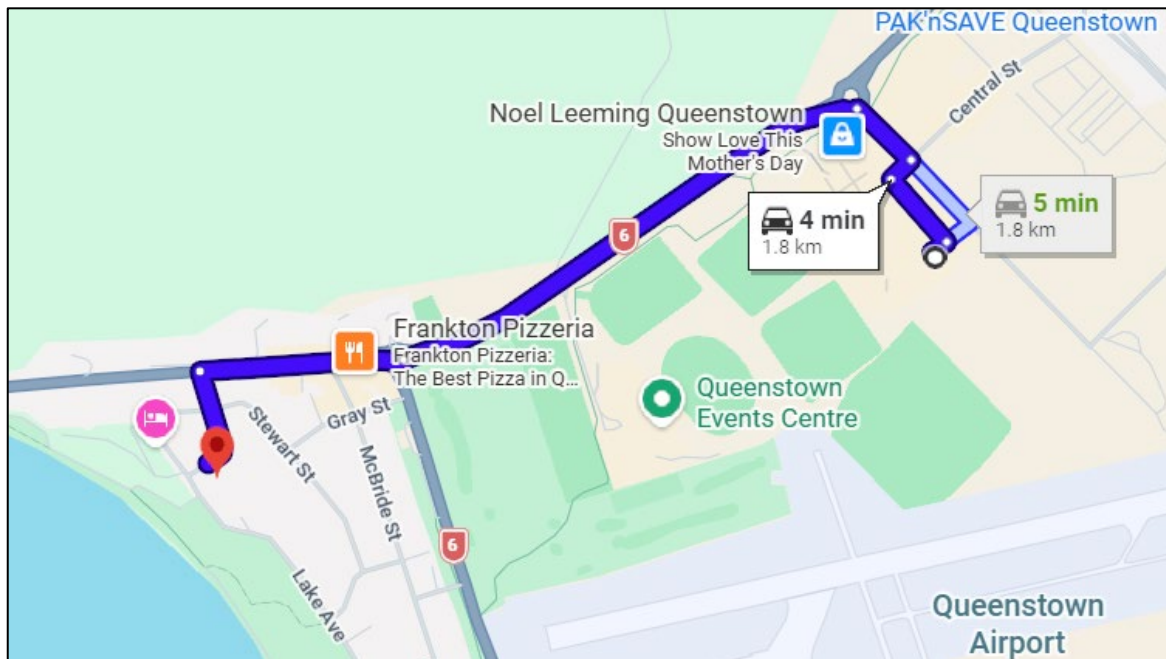 PAK'nSAVE Queenstown
Central St
Noel Leeming Queenstown
Show Love This
Mother's Day
4 min
1.8 km
5 min
1.8 km
6
Frankton Pizzeria
Frankton Pizzeria:
The Best Pizza in Q...
Queenstown
Events Centre
Gray St
Stewart St
McBride St
6
Lake Ave
Queenstown
Airport